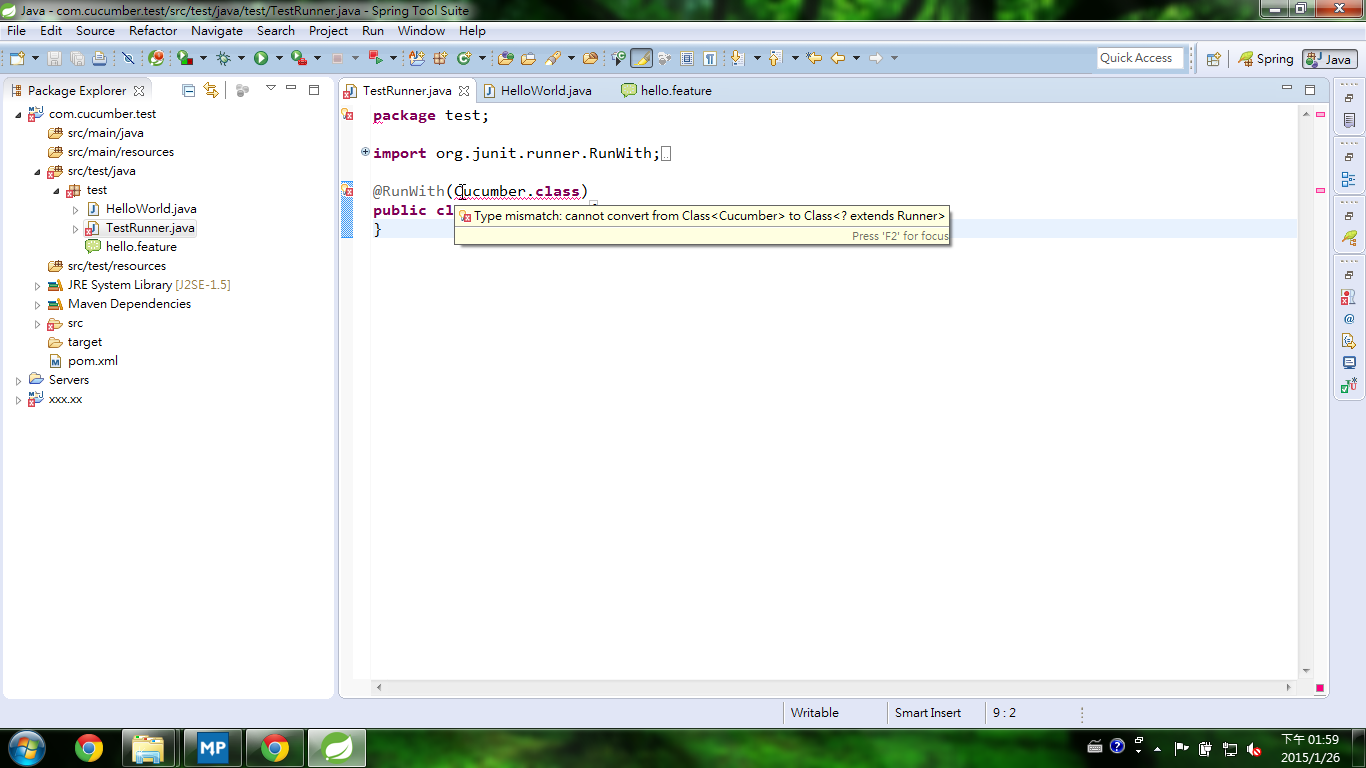 Java - com.cucumber.test/src/test/java/test/TestRunner.java - Spring Tool Suite
File Edit Source Refactor Navigate Search Project Run Window Help
Quick Access
Spring
Java
Package Explorer
com.cucumber.test
src/main/java
src/main/resources
src/test/java
test
HelloWorld.java
TestRunner.java
hello.feature
src/test/resources
JRE System Library [J2SE-1.5]
Maven Dependencies
src
target
pom.xml
Servers
xxx.xx
TestRunner.java
HelloWorld.java
hello.feature
package test;
import org.junit.runner.RunWith;
@RunWith(Cucumber.class)
public cl
}
Type mismatch: cannot convert from Class<Cucumber> to Class<? extends Runner>
Press 'F2' for focus
Writable
Smart Insert
9 : 2
MP
下午 01:59
2015/1/26